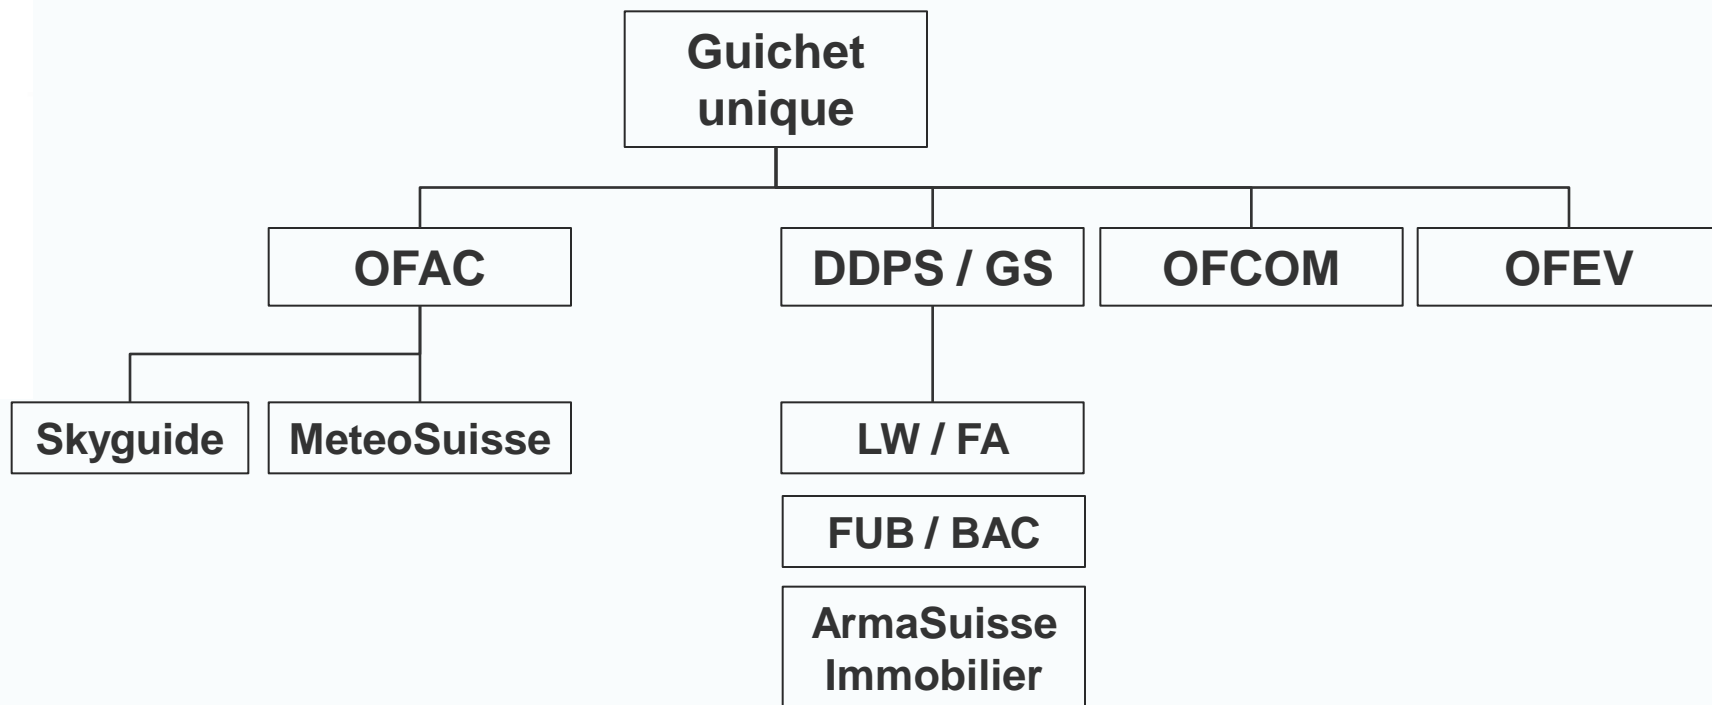 Guichet
unique
OFAC
DDPS / GS
OFCOM
OFEV
Skyguide
MeteoSuisse
LW / FA
FUB / BAC
ArmaSuisse
Immobilier